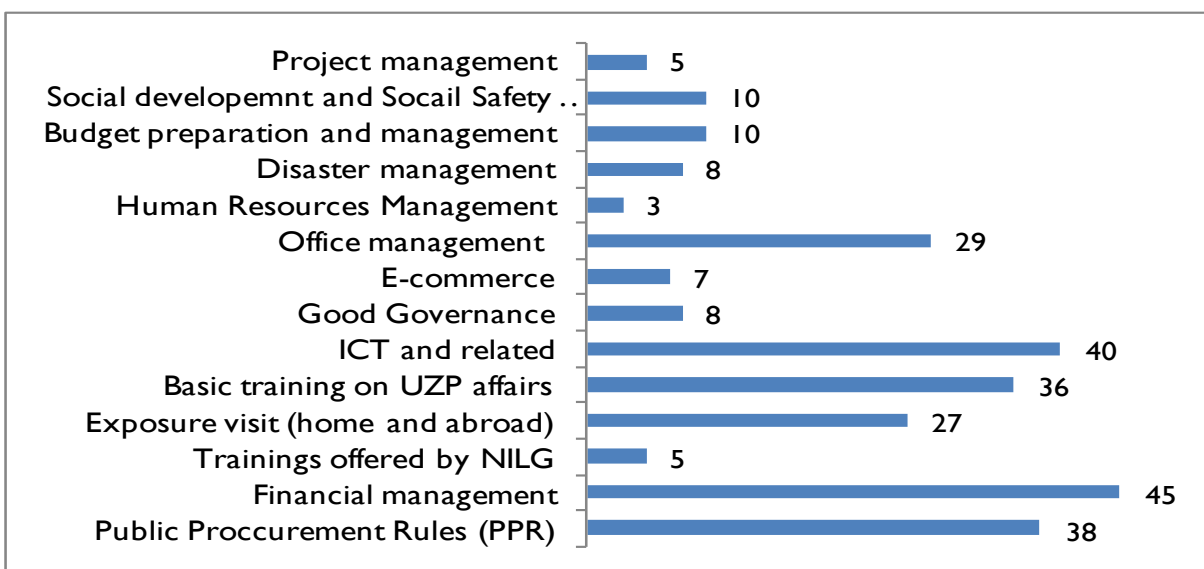 Project management 5
Social developemnt and Socail Safety .. 10
Budget preparation and management 10
Disaster management 8
Human Resources Management 3
Office management 29
E-commerce 7
Good Governance 8
ICT and related 40
Basic training on UZP affairs 36
Exposure visit (home and abroad) 27
Trainings offered by NILG 5
Financial management 45
Public Proccurement Rules (PPR) 38